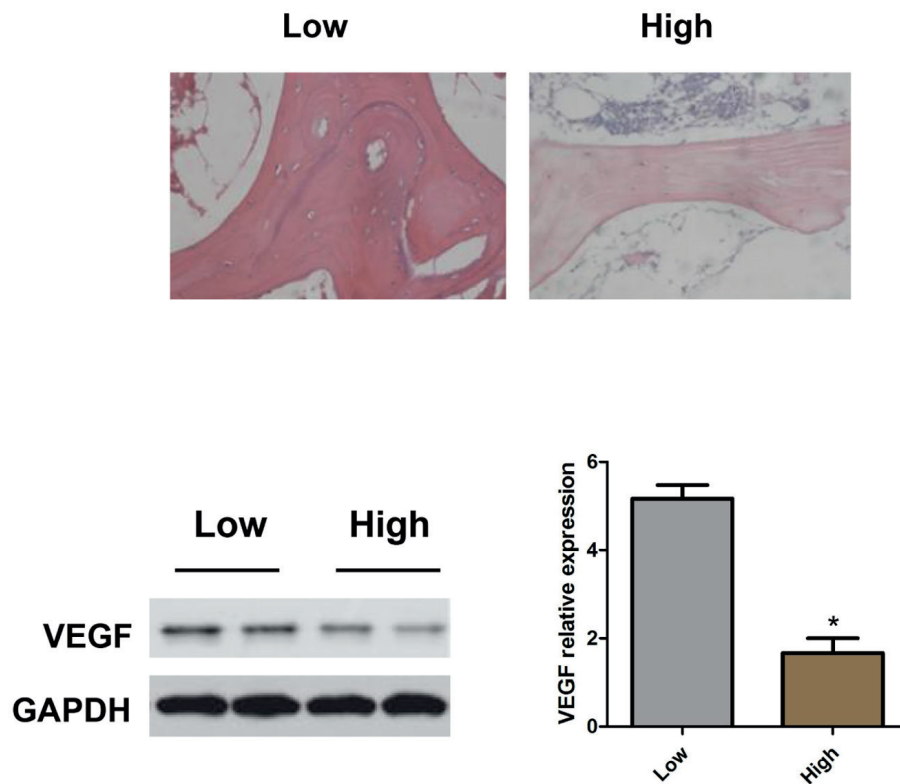 Low
High
Low
High
VEGF
GAPDH
VEGF relative expression
6
4
2
0
*
Low
High